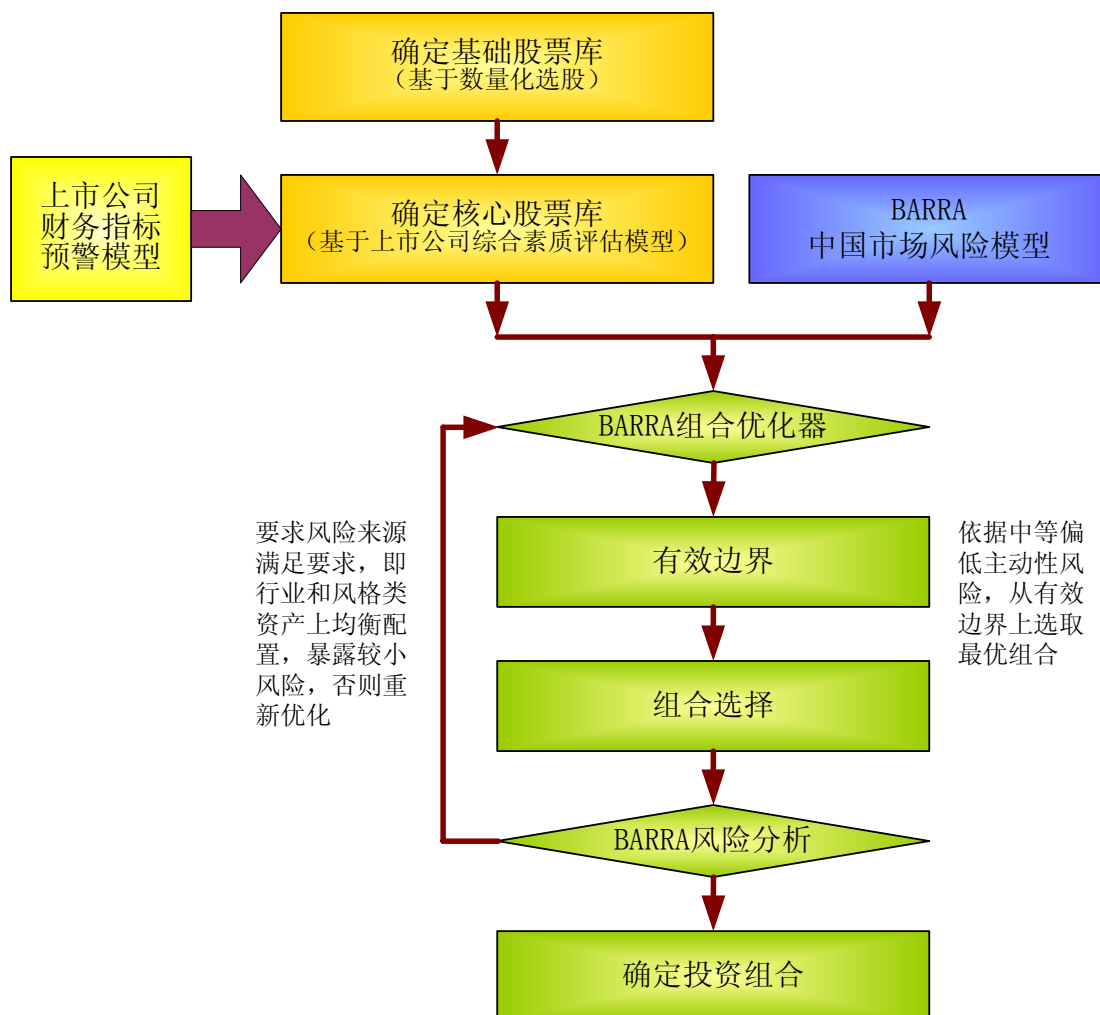 确定基础股票库
（基于数量化选股）
上市公司
财务指标
预警模型
确定核心股票库
（基于上市公司综合素质评估模型）
BARRA
中国市场风险模型
BARRA组合优化器
要求风险来源
满足要求，即
行业和风格类
资产上均衡配
置，暴露较小
风险，否则重
新优化
有效边界
依据中等偏
低主动性风
险，从有效
边界上选取
最优组合
组合选择
BARRA风险分析
确定投资组合